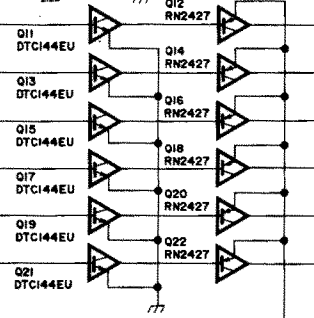 Q12
RN2427
Q11
DTC144EU
Q14
RN2427
Q13
DTC144EU
Q16
RN2427
Q15
DTC144EU
Q18
RN2427
Q17
DTC144EU
Q20
RN2427
Q19
DTC144EU
Q22
RN2427
Q21
DTC144EU